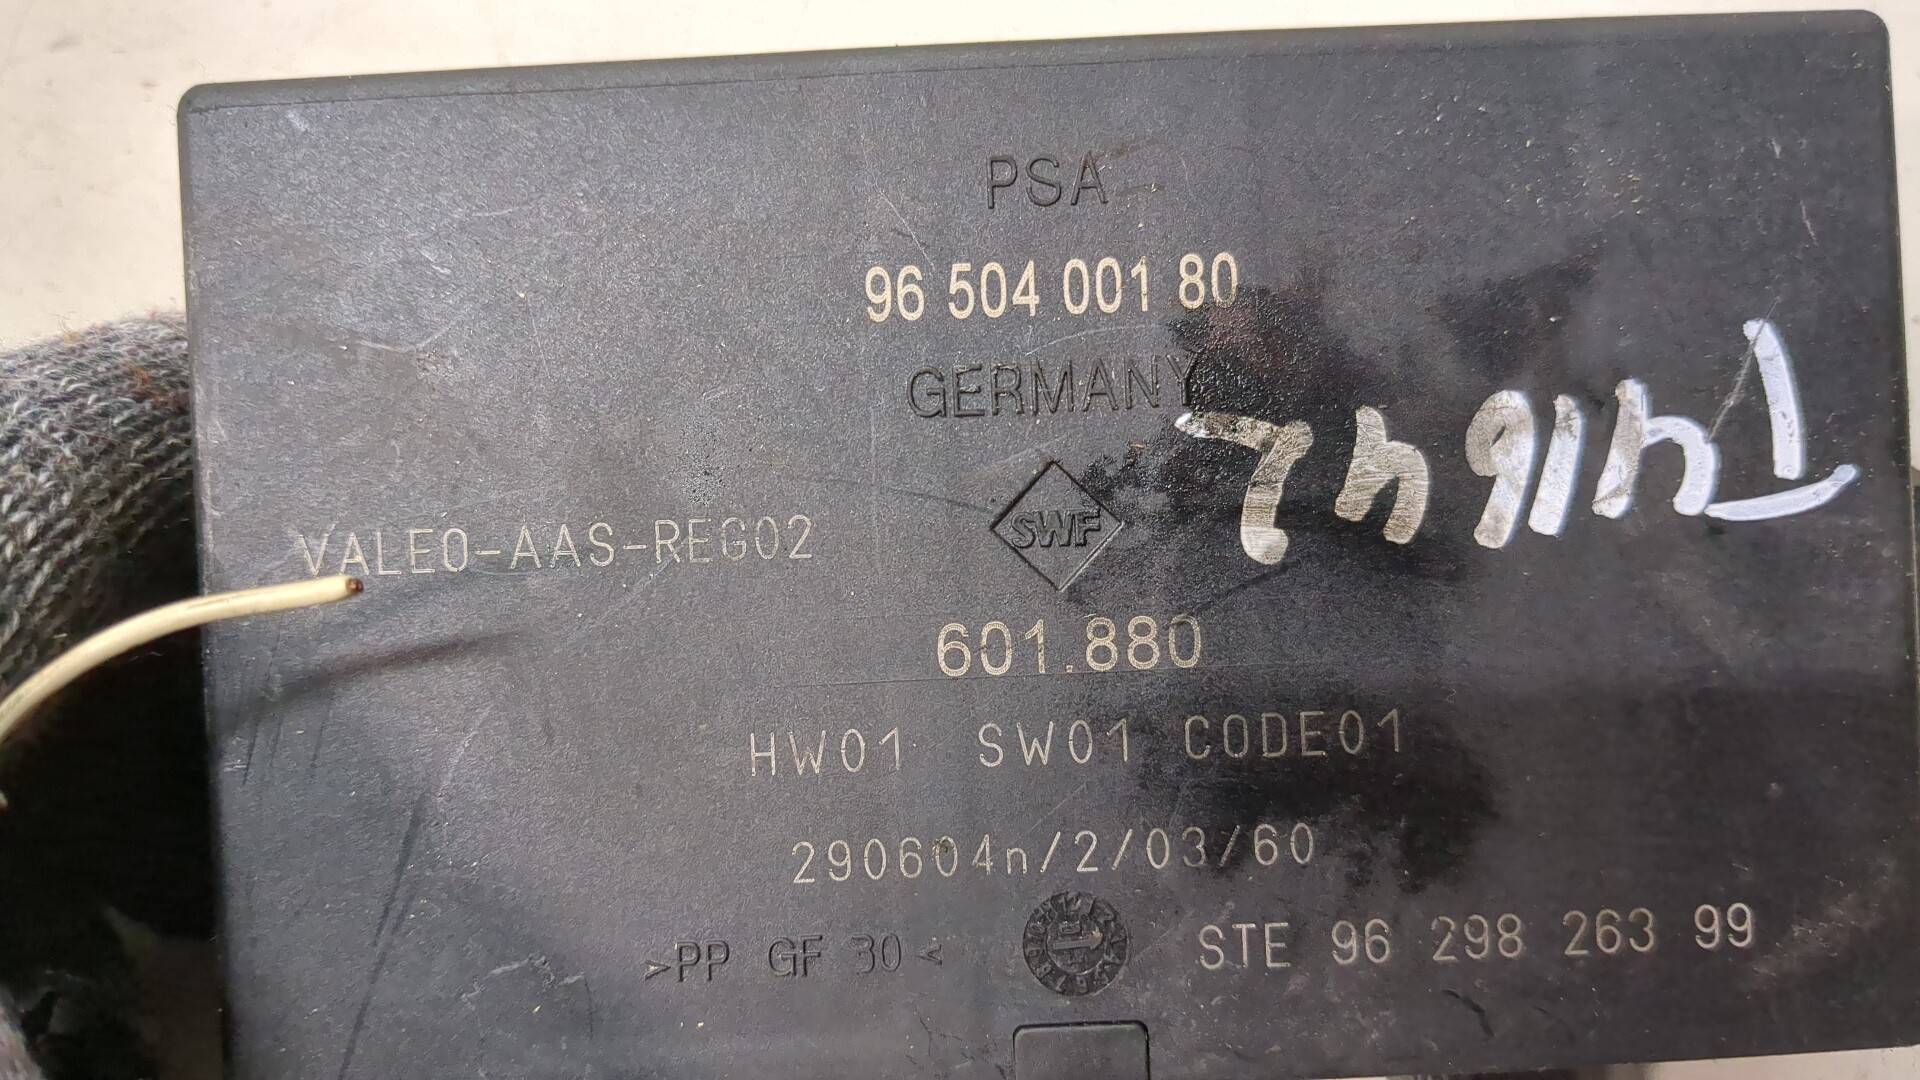 PSA
96 504 001 80
GERMANY
T41642
SWF
VALEO-AAS-REG02
601.880
HW01 SW01 CODE01
290604n/2/03/60
>PP GF 30<
STE 96 298 263 99